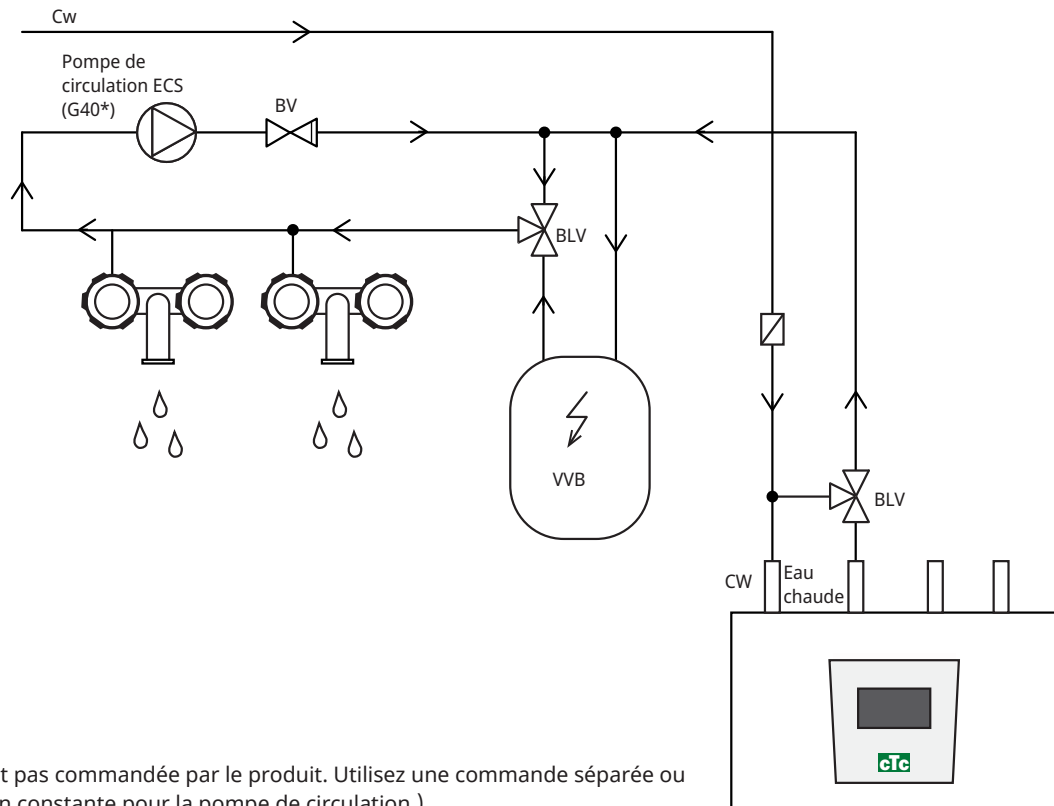 Cw
Pompe de
circulation ECS
(G40*)
BV
BLV
VVB
BLV
CW
Eau
chaude
cTc
t pas commandée par le produit. Utilisez une commande séparée ou
n constante pour la pompe de circulation.)